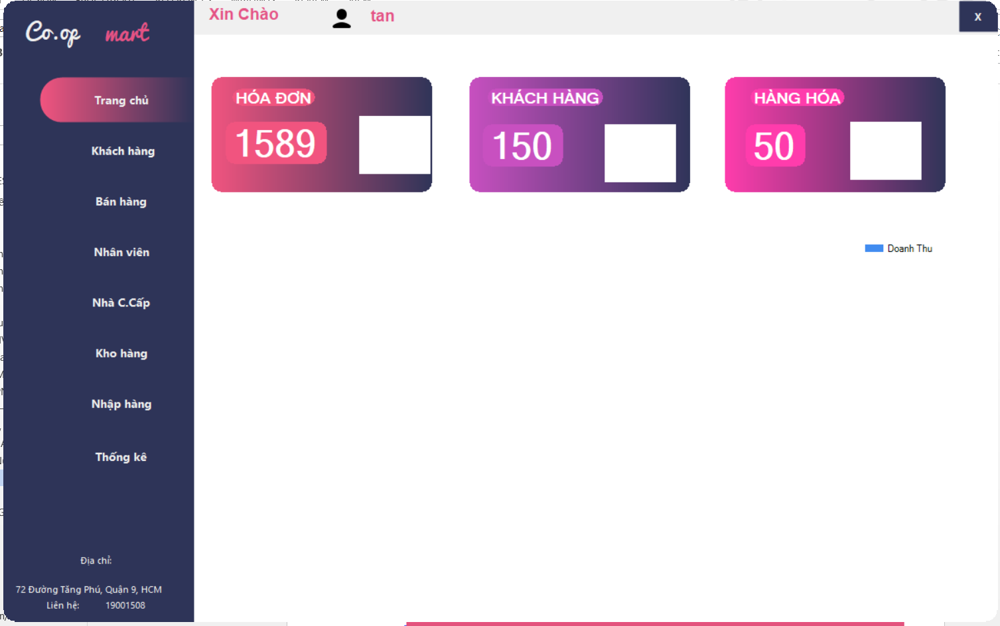 Co.op mart
Xin Chào
tan
X
Trang chủ
Khách hàng
Bán hàng
Nhân viên
Nhà C.Cấp
Kho hàng
Nhập hàng
Thống kê
Địa chỉ:
72 Đường Tăng Phú, Quận 9, HCM
Liên hệ: 19001508
HÓA ĐƠN
1589
KHÁCH HÀNG
150
HÀNG HÓA
50
Doanh Thu